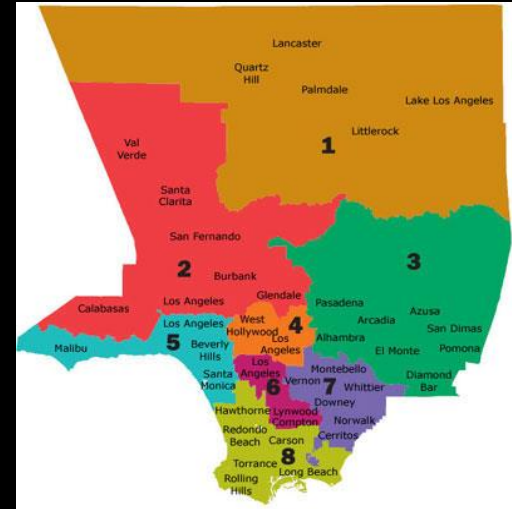 Lancaster
Quartz
Hill
Palmdale
Lake Los Angeles
Littlerock
1
Val
Verde
Santa
Clarita
San Fernando
2
Burbank
Glendale
Calabasas
Los Angeles
3
Pasadena
Azusa
Arcadia
San Dimas
Alhambra
El Monte
Pomona
Diamond
Bar
West
Hollywood
4
Los
Angeles
Los Angeles
5
Beverly
Hills
Malibu
Santa
Monica
Los
Angeles
6
Lynwood
Compton
Montebello
Vernon
7
Whittier
Downey
Norwalk
Cerritos
Hawthorne
Redondo
Beach
Carson
8
Torrance
Long Beach
Rolling
Hills